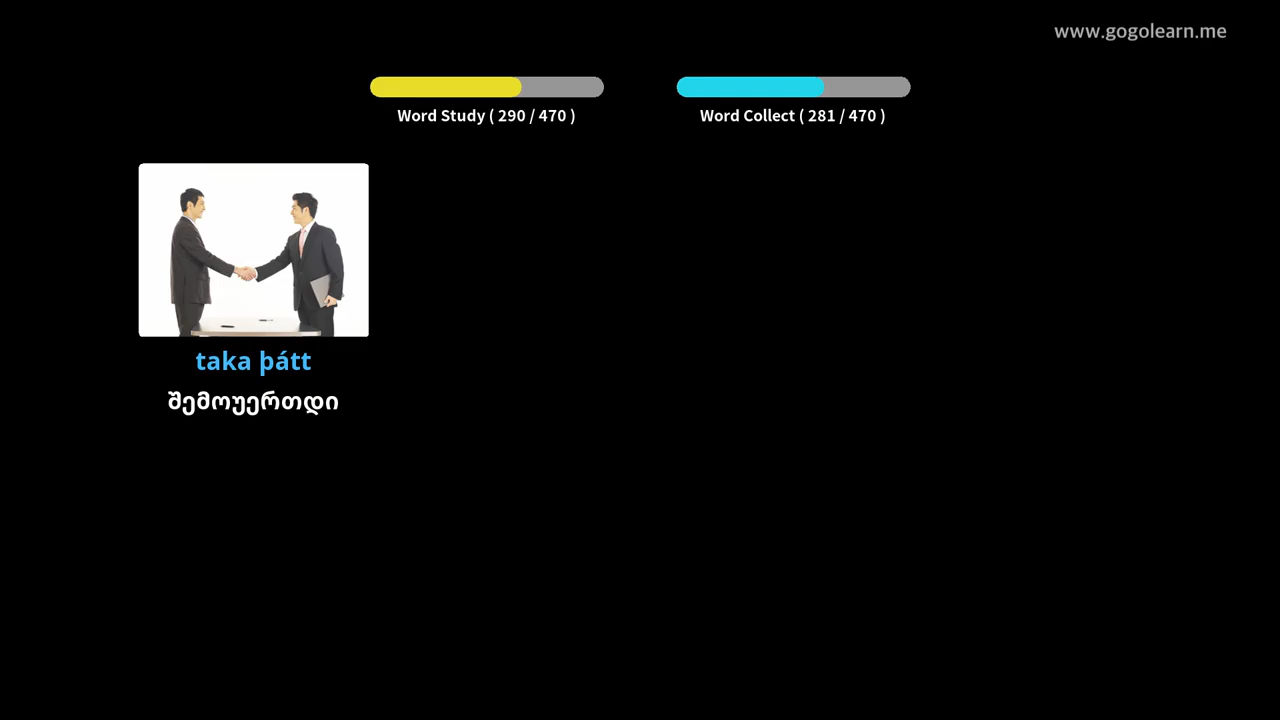 www.gogolearn.me
Word Study ( 290 / 470 )
Word Collect ( 281 / 470 )
taka þátt
შემოუერთდი